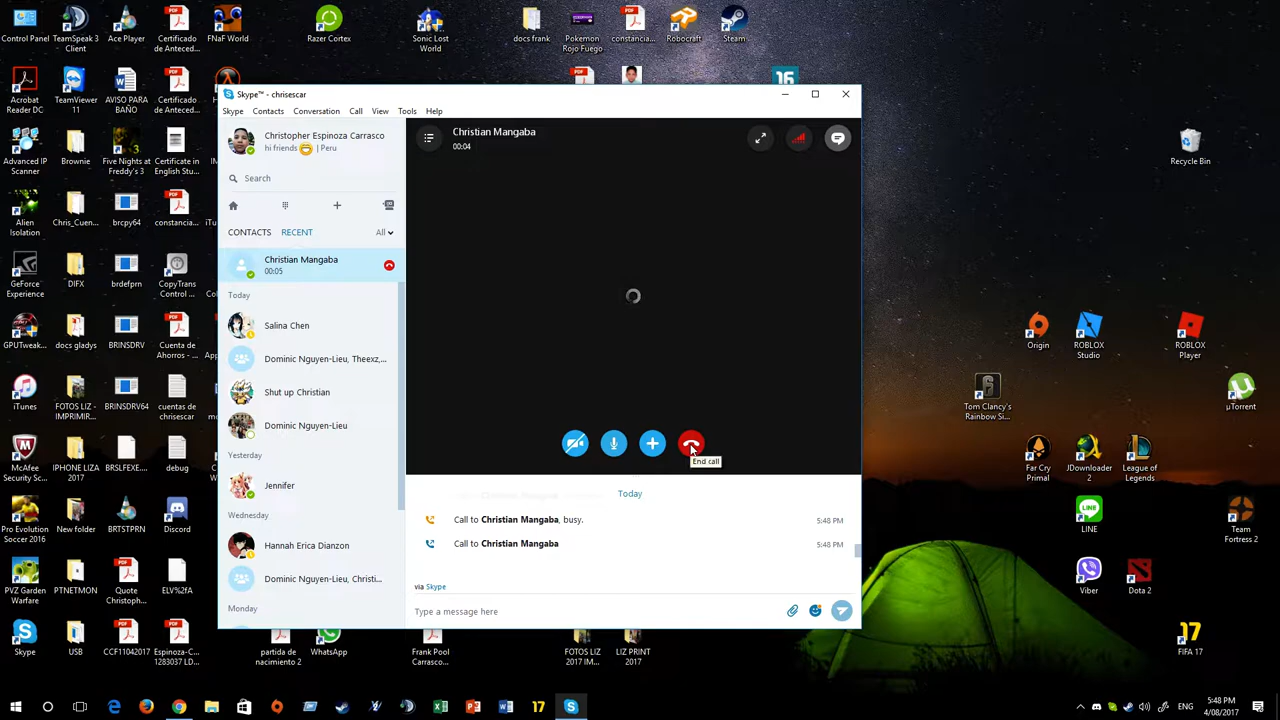 Control Panel
TeamSpeak 3 Client
Ace Player
Certificado de Anteced...
FNaF World
Razer Cortex
Sonic Lost World
docs frank
Pokemon Rojo Fuego
constancia...
Robocraft
Steam
Acrobat Reader DC
TeamViewer 11
AVISO PARA BAÑO
Certificado de Anteced...
16
Skype™ - chrisescar
Skype Contacts Conversation Call View Tools Help
Christopher Espinoza Carrasco
hi friends | Peru
Search
CONTACTS RECENT All
Christian Mangaba
00:05
Today
Salina Chen
Dominic Nguyen-Lieu, Theexz,...
Shut up Christian
Dominic Nguyen-Lieu
Yesterday
Jennifer
Wednesday
Hannah Erica Dianzon
Dominic Nguyen-Lieu, Christi...
Monday
Christian Mangaba
00:04
End call
Today
Call to Christian Mangaba, busy. 5:48 PM
Call to Christian Mangaba 5:48 PM
via Skype
Type a message here
Advanced IP Scanner
Brownie
Five Nights at Freddy's 3
Certificate in English Stu...
Alien Isolation
Chris_Cuen...
brcpy64
constancia...
GeForce Experience
DIFX
brdefprn
CopyTrans Control ...
GPUTweak...
docs gladys
BRINSDRV
Cuenta de Ahorros - ...
iTunes
FOTOS LIZ - IMPRIMIR...
BRINSDRV64
cuentas de chrisescar
McAfee Security Sc...
IPHONE LIZA 2017
BRSLFEXE...
debug
Pro Evolution Soccer 2016
New folder
BTSTPRN
Discord
PVZ Garden Warfare
PTNETMON
Quote Christoph...
ELV%2fA
Skype
USB
CCF11042017
Espinoza-C... 1283037 LD...
partida de nacimiento 2
WhatsApp
Frank Pool Carrasco...
FOTOS LIZ 2017 IM...
LIZ PRINT 2017
Recycle Bin
Origin
ROBLOX Studio
ROBLOX Player
6
Tom Clancy's Rainbow Si...
µTorrent
Far Cry Primal
JDownloader 2
League of Legends
LINE
Team Fortress 2
Viber
Dota 2
17
FIFA 17
17
ENG
5:48 PM
4/08/2017